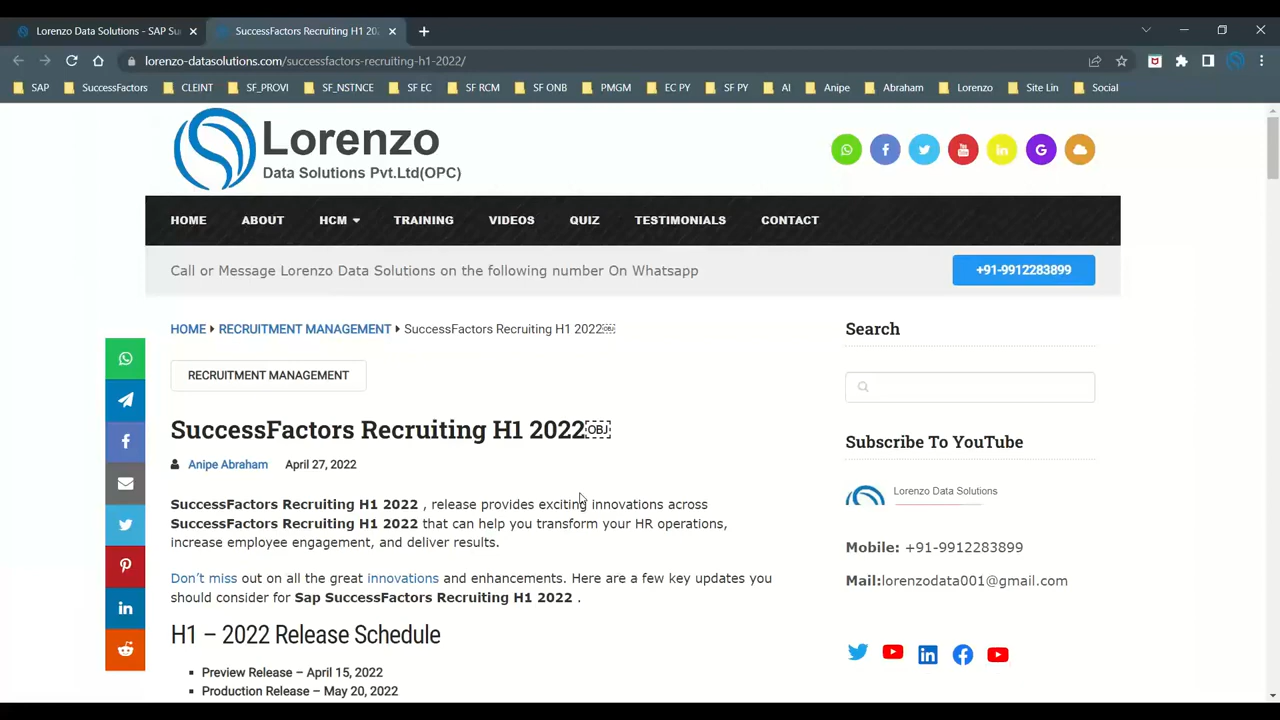 Lorenzo Data Solutions - SAP Su
SuccessFactors Recruiting H1 202
lorenzo-datasolutions.com/successfactors-recruiting-h1-2022/
SAP SuccessFactors CLEINT SF_PROVI SF_NSTNCE SF EC SF RCM SF ONB PMGM EC PY SF PY AI Anipe Abraham Lorenzo Site Lin Social
Lorenzo
Data Solutions Pvt.Ltd(OPC)
HOME ABOUT HCM TRAINING VIDEOS QUIZ TESTIMONIALS CONTACT
Call or Message Lorenzo Data Solutions on the following number On Whatsapp
+91-9912283899
HOME RECRUITMENT MANAGEMENT SuccessFactors Recruiting H1 2022￼
RECRUITMENT MANAGEMENT
SuccessFactors Recruiting H1 2022￼
Anipe Abraham April 27, 2022
SuccessFactors Recruiting H1 2022 , release provides exciting innovations across
SuccessFactors Recruiting H1 2022 that can help you transform your HR operations,
increase employee engagement, and deliver results.
Don’t miss out on all the great innovations and enhancements. Here are a few key updates you
should consider for Sap SuccessFactors Recruiting H1 2022 .
H1 – 2022 Release Schedule
Preview Release – April 15, 2022
Production Release – May 20, 2022
Search
Subscribe To YouTube
Lorenzo Data Solutions
Mobile: +91-9912283899
Mail:lorenzodata001@gmail.com